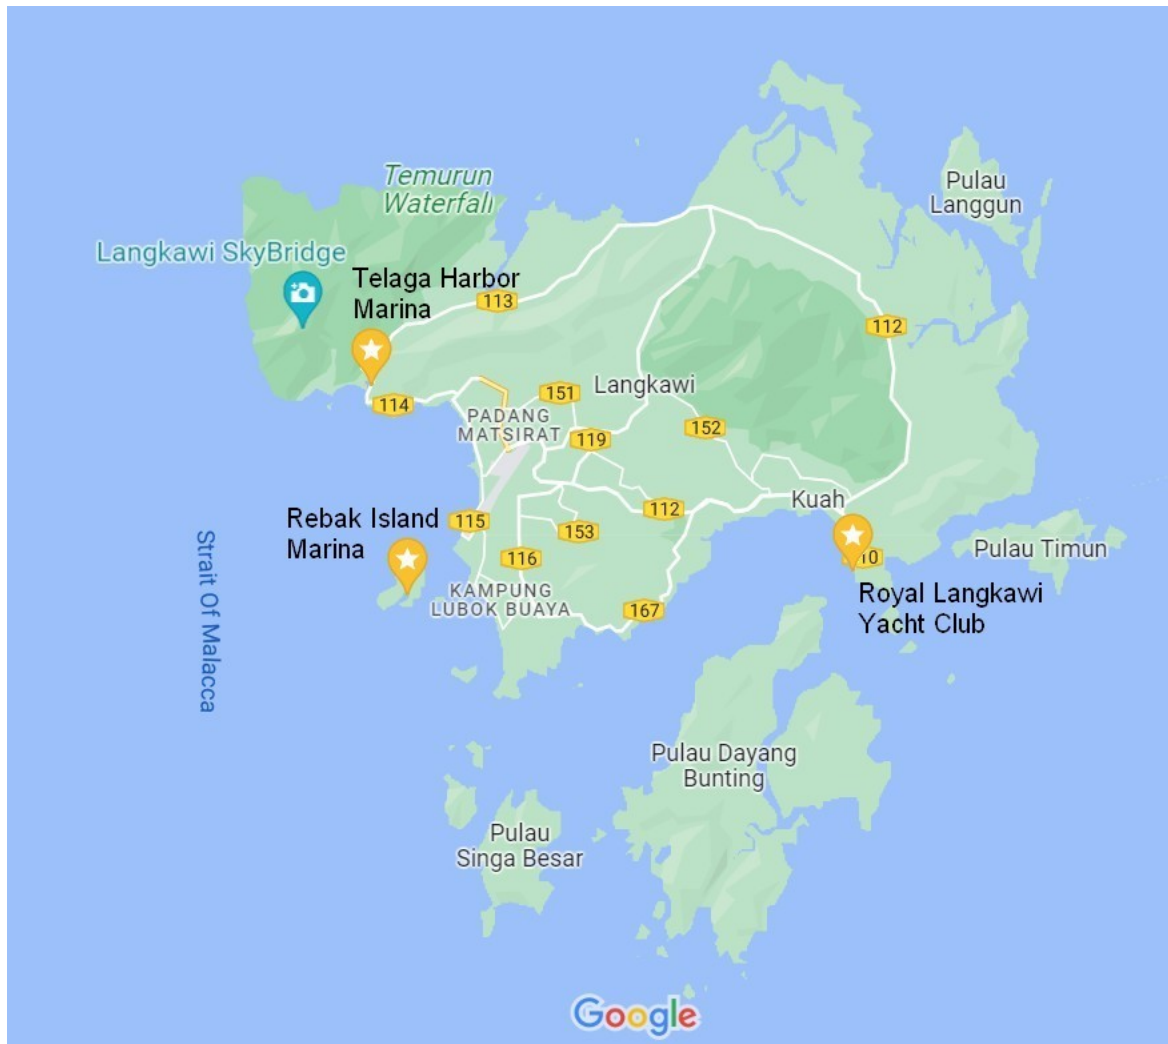 Temurun
Waterfall
Pulau
Langgun
Langkawi SkyBridge
Telaga Harbor
Marina
113
112
114
151
Langkawi
PADANG
MATSIRAT
119
152
Kuah
112
115
153
Rebak Island
Marina
116
10
Pulau Timun
Strait Of Malacca
KAMPUNG
LUBOK BUAYA
167
Royal Langkawi
Yacht Club
Pulau Dayang
Bunting
Pulau
Singa Besar
Google